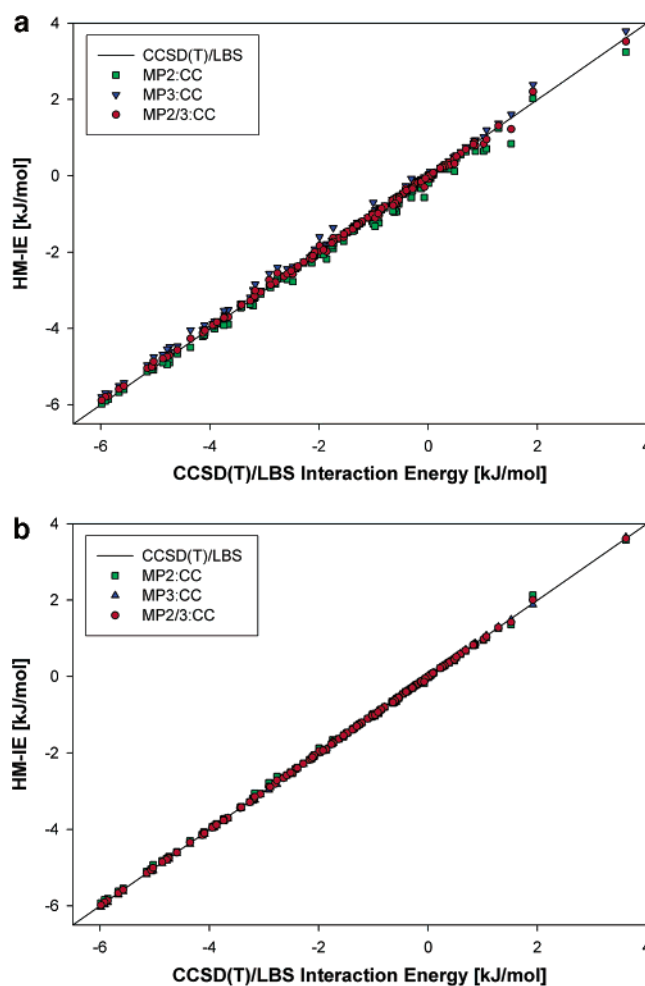 a
4
2
0
-2
-4
-6
HM-IE [kJ/mol]
CCSD(T)/LBS
MP2:CC
MP3:CC
MP2/3:CC
-6 -4 -2 0 2 4
CCSD(T)/LBS Interaction Energy [kJ/mol]
b
4
2
0
-2
-4
-6
HM-IE [kJ/mol]
CCSD(T)/LBS
MP2:CC
MP3:CC
MP2/3:CC
-6 -4 -2 0 2 4
CCSD(T)/LBS Interaction Energy [kJ/mol]